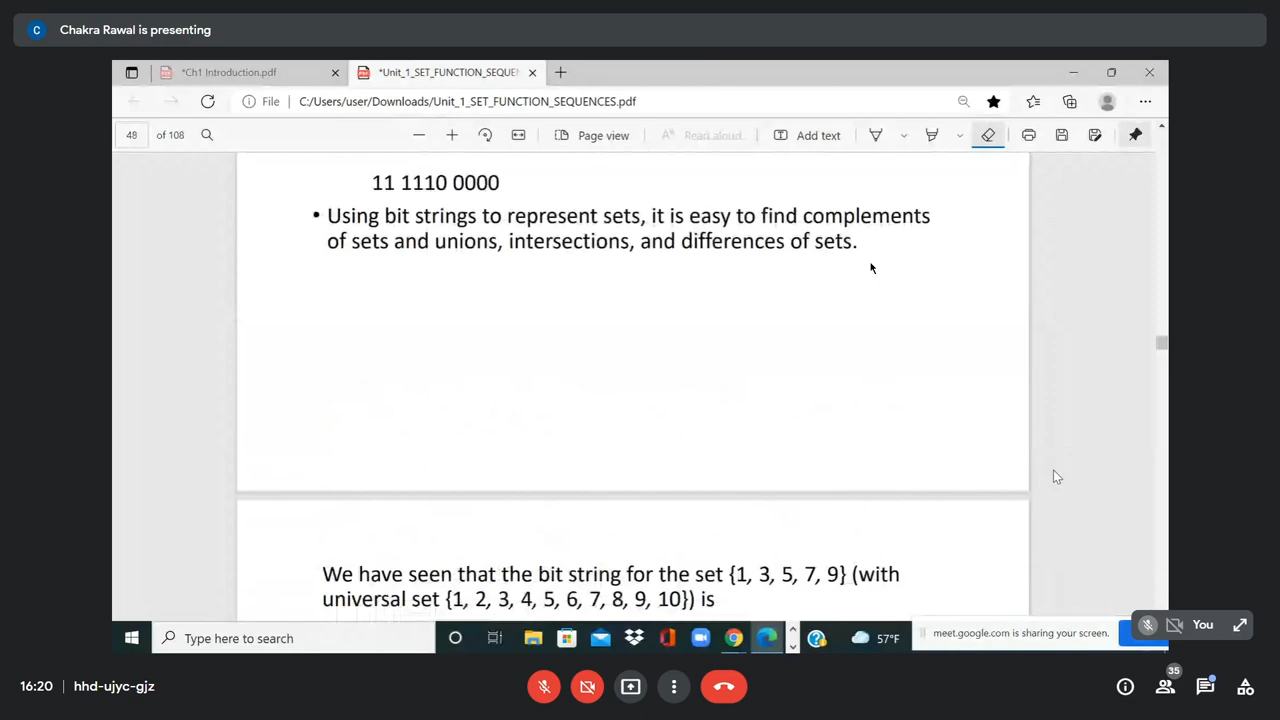 C Chakra Rawal is presenting
*Ch1 Introduction.pdf
*Unit_1_SET_FUNCTION_SEQUEN
File C:/Users/user/Downloads/Unit_1_SET_FUNCTION_SEQUENCES.pdf
48 of 108 Page view Read aloud Add text
11 1110 0000
• Using bit strings to represent sets, it is easy to find complements
of sets and unions, intersections, and differences of sets.
We have seen that the bit string for the set {1, 3, 5, 7, 9} (with
universal set {1, 2, 3, 4, 5, 6, 7, 8, 9, 10}) is
You
Type here to search
57°F
meet.google.com is sharing your screen.
16:20 hhd-ujyc-gjz
35